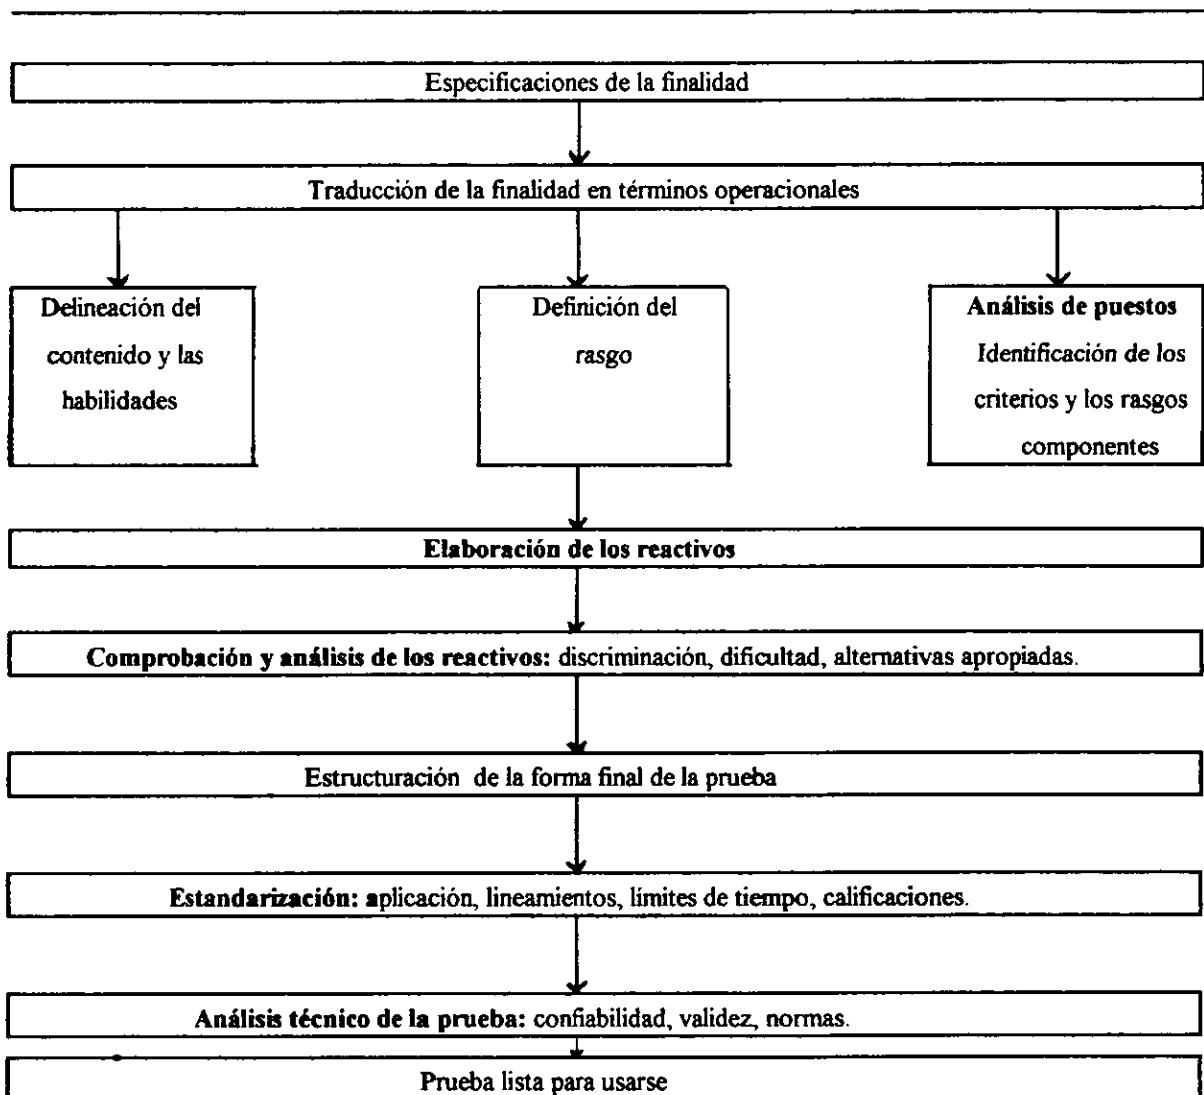 Especificaciones de la finalidad
Traducción de la finalidad en términos operacionales
Delineación del
contenido y las
habilidades
Definición del
rasgo
Análisis de puestos
Identificación de los
criterios y los rasgos
componentes
Elaboración de los reactivos
Comprobación y análisis de los reactivos: discriminación, dificultad, alternativas apropiadas.
Estructuración de la forma final de la prueba
Estandarización: aplicación, lineamientos, límites de tiempo, calificaciones.
Análisis técnico de la prueba: confiabilidad, validez, normas.
Prueba lista para usarse